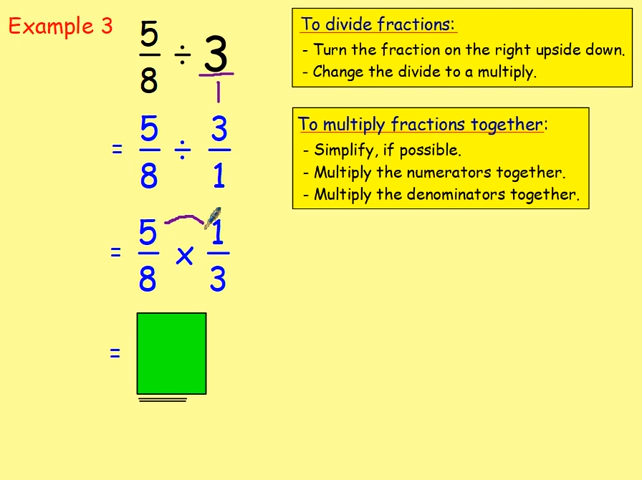 Example 3
5/8 ÷ 3
1
= 5/8 ÷ 3/1
= 5/8 x 1/3
=
To divide fractions:
- Turn the fraction on the right upside down.
- Change the divide to a multiply.
To multiply fractions together:
- Simplify, if possible.
- Multiply the numerators together.
- Multiply the denominators together.